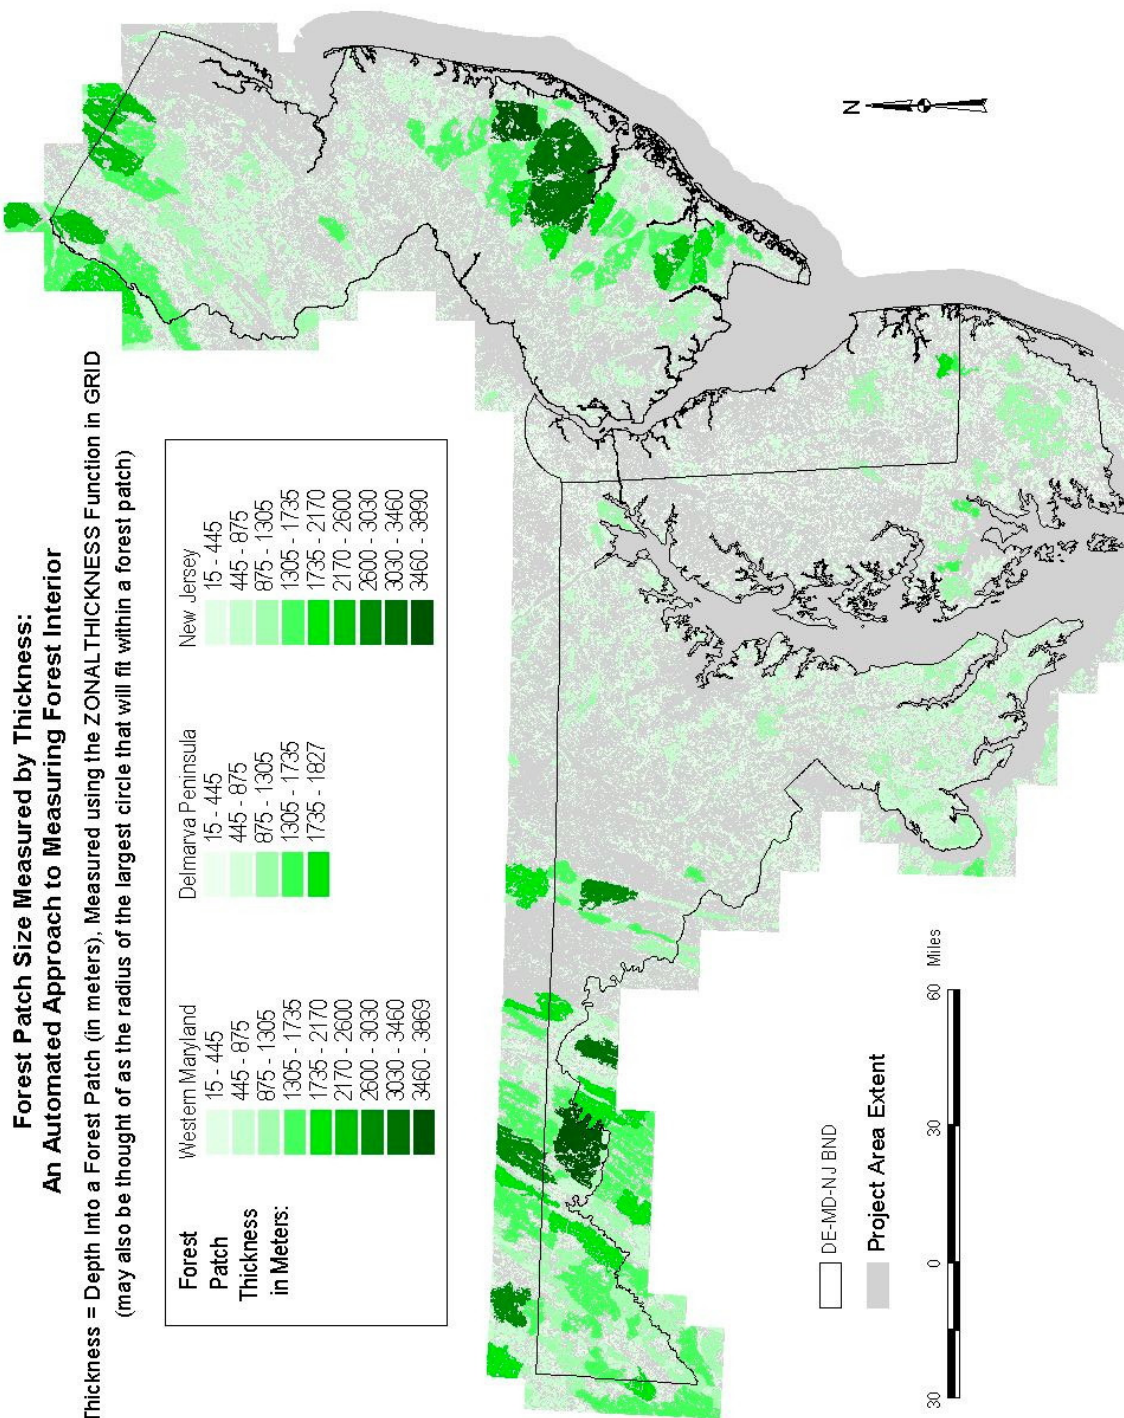 Forest Patch Size Measured by Thickness:
An Automated Approach to Measuring Forest Interior
Thickness = Depth Into a Forest Patch (in meters), Measured using the ZONALTHICKNESS Function in GRID
(may also be thought of as the radius of the largest circle that will fit within a forest patch)
Forest
Patch
Thickness
in Meters:
Western Maryland
15 - 445
445 - 875
875 - 1305
1305 - 1735
1735 - 2170
2170 - 2600
2600 - 3030
3030 - 3460
3460 - 3869
Delmarva Peninsula
15 - 445
445 - 875
875 - 1305
1305 - 1735
1735 - 1827
New Jersey
15 - 445
445 - 875
875 - 1305
1305 - 1735
1735 - 2170
2170 - 2600
2600 - 3030
3030 - 3460
3460 - 3890
N
DE-MD-NJ BND
Project Area Extent
30 0 30 60 Miles